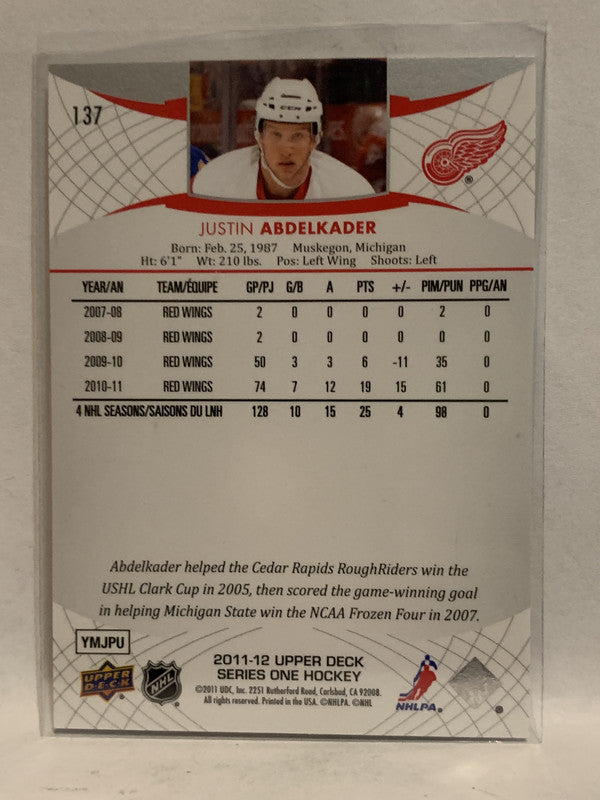 137
CCM
JUSTIN ABDELKADER
Born: Feb. 25, 1987 Muskegon, Michigan
Ht: 6'1" Wt: 210 lbs. Pos: Left Wing Shoots: Left
YEAR/AN TEAM/ÉQUIPE GP/PJ G/B A PTS +/- PIM/PUN PPG/AN
2007-08 RED WINGS 2 0 0 0 0 2 0
2008-09 RED WINGS 2 0 0 0 0 0 0
2009-10 RED WINGS 50 3 3 6 -11 35 0
2010-11 RED WINGS 74 7 12 19 15 61 0
4 NHL SEASONS/SAISONS DU LNH 128 10 15 25 4 98 0
Abdelkader helped the Cedar Rapids RoughRiders win the
USHL Clark Cup in 2005, then scored the game-winning goal
in helping Michigan State win the NCAA Frozen Four in 2007.
YMJPU
UPPER DECK
NHL
2011-12 UPPER DECK
SERIES ONE HOCKEY
©2011 UDC, Inc. 2251 Rutherford Road, Carlsbad, CA 92008.
All rights reserved. Printed in the USA. ©NHLPA. ©NHL
NHLPA